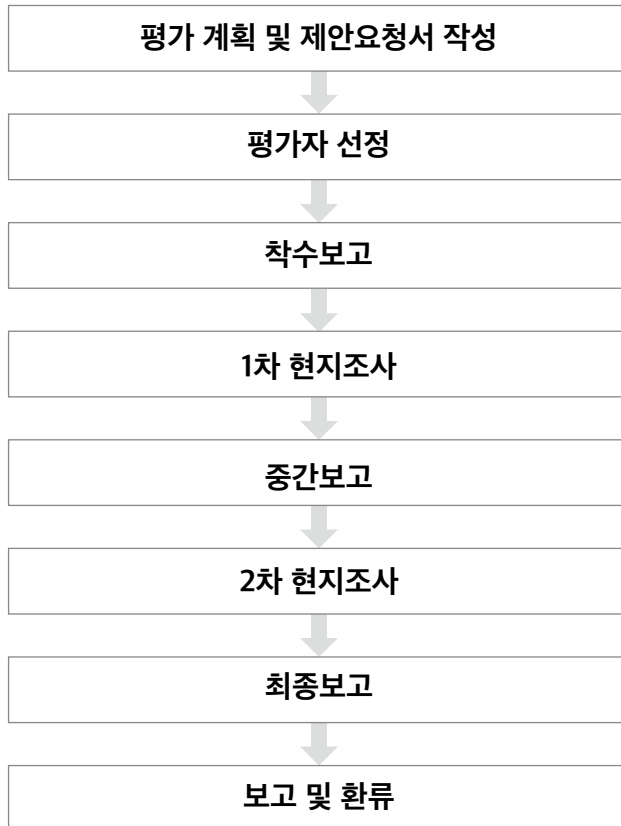 평가 계획 및 제안요청서 작성
평가자 선정
착수보고
1차 현지조사
중간보고
2차 현지조사
최종보고
보고 및 환류